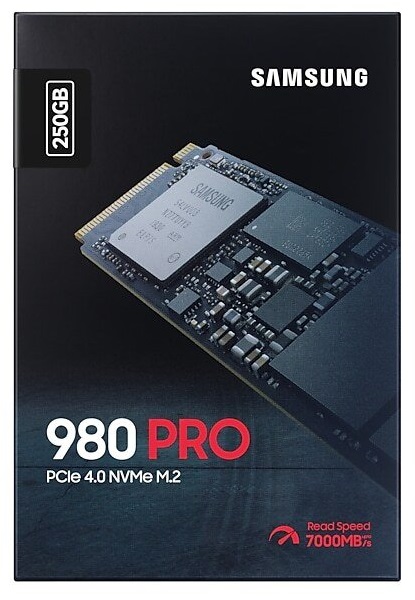 SAMSUNG
250GB
SAMSUNG
980 PRO
PCIe 4.0 NVMe M.2
Read Speed
7000MB/s